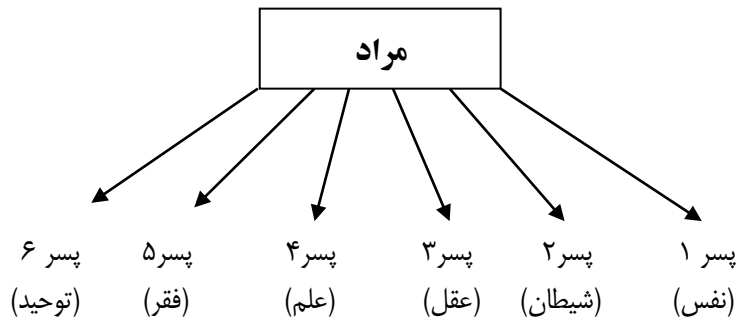 مراد
پسر ۱ پسر۲ پسر۳ پسر۴ پسر۵ پسر ۶
(نفس) (شیطان) (عقل) (علم) (فقر) (توحید)